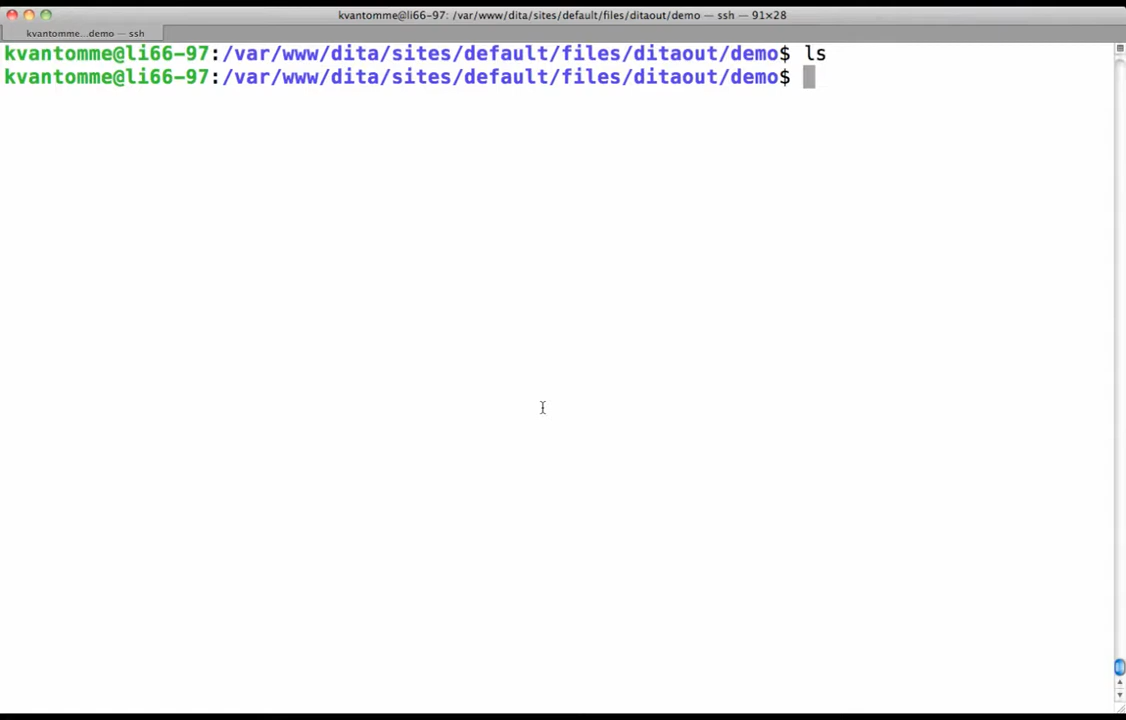 kvantomme@li66-97: /var/www/dita/sites/default/files/ditaout/demo — ssh — 91×28
kvantomme...demo — ssh
kvantomme@li66-97:/var/www/dita/sites/default/files/ditaout/demo$ ls
kvantomme@li66-97:/var/www/dita/sites/default/files/ditaout/demo$